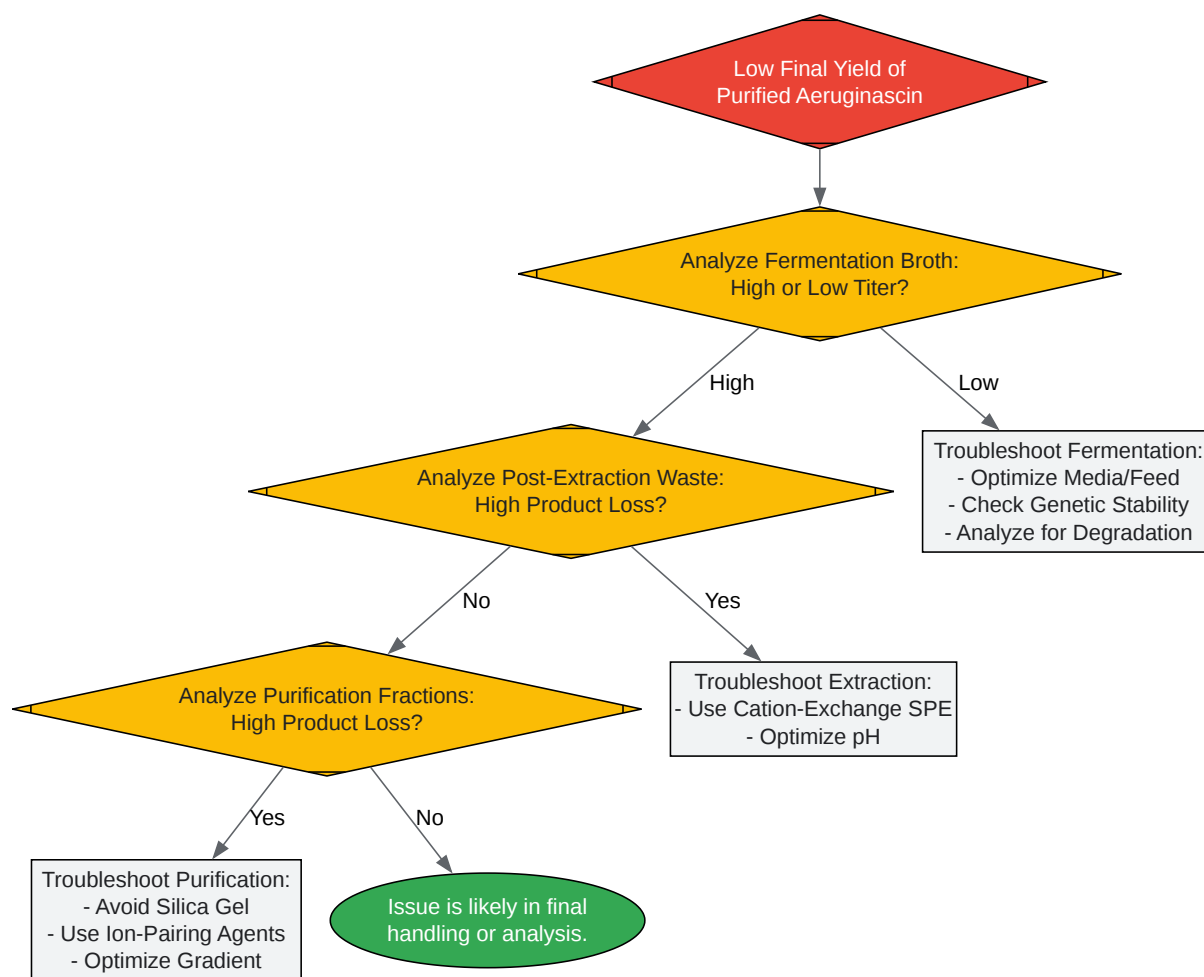 Low Final Yield of
Purified Aeruginascin
Analyze Fermentation Broth:
High or Low Titer?
High
Low
Analyze Post-Extraction Waste:
High Product Loss?
Troubleshoot Fermentation:
- Optimize Media/Feed
- Check Genetic Stability
- Analyze for Degradation
No
Yes
Analyze Purification Fractions:
High Product Loss?
Troubleshoot Extraction:
- Use Cation-Exchange SPE
- Optimize pH
Yes
No
Troubleshoot Purification:
- Avoid Silica Gel
- Use Ion-Pairing Agents
- Optimize Gradient
Issue is likely in final
handling or analysis.